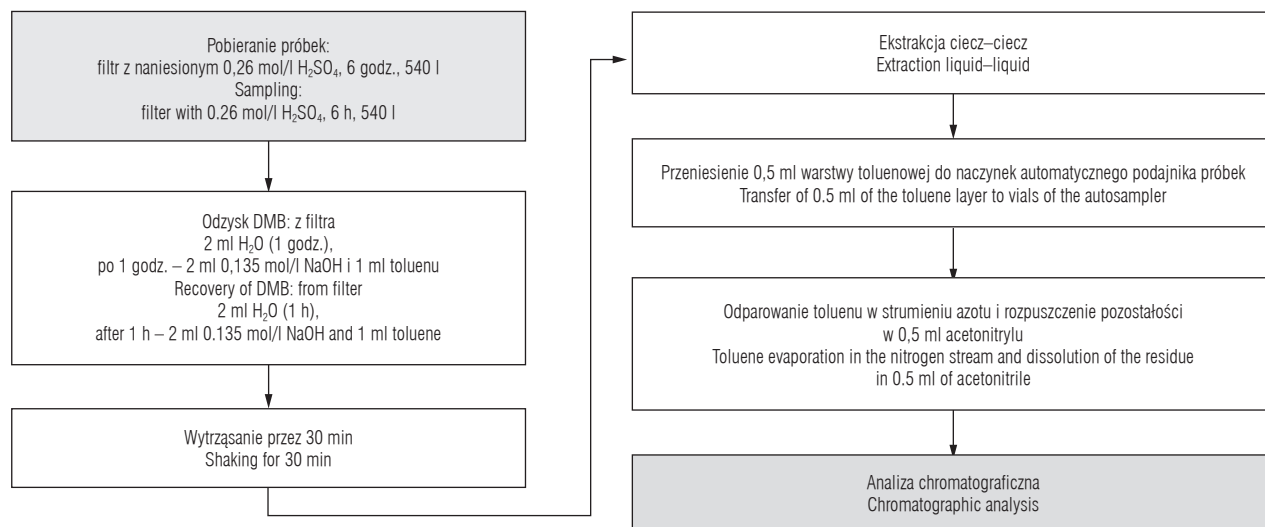 Pobieranie próbek:
filtr z naniesionym 0,26 mol/l H₂SO₄, 6 godz., 540 l
Sampling:
filter with 0.26 mol/l H₂SO₄, 6 h, 540 l
Odzysk DMB: z filtra
2 ml H₂O (1 godz.),
po 1 godz. – 2 ml 0,135 mol/l NaOH i 1 ml toluenu
Recovery of DMB: from filter
2 ml H₂O (1 h),
after 1 h – 2 ml 0.135 mol/l NaOH and 1 ml toluene
Wytrząsanie przez 30 min
Shaking for 30 min
Ekstrakcja ciecz–ciecz
Extraction liquid–liquid
Przeniesienie 0,5 ml warstwy toluenowej do naczynek automatycznego podajnika próbek
Transfer of 0.5 ml of the toluene layer to vials of the autosampler
Odparowanie toluenu w strumieniu azotu i rozpuszczenie pozostałości
w 0,5 ml acetonitrylu
Toluene evaporation in the nitrogen stream and dissolution of the residue
in 0.5 ml of acetonitrile
Analiza chromatograficzna
Chromatographic analysis